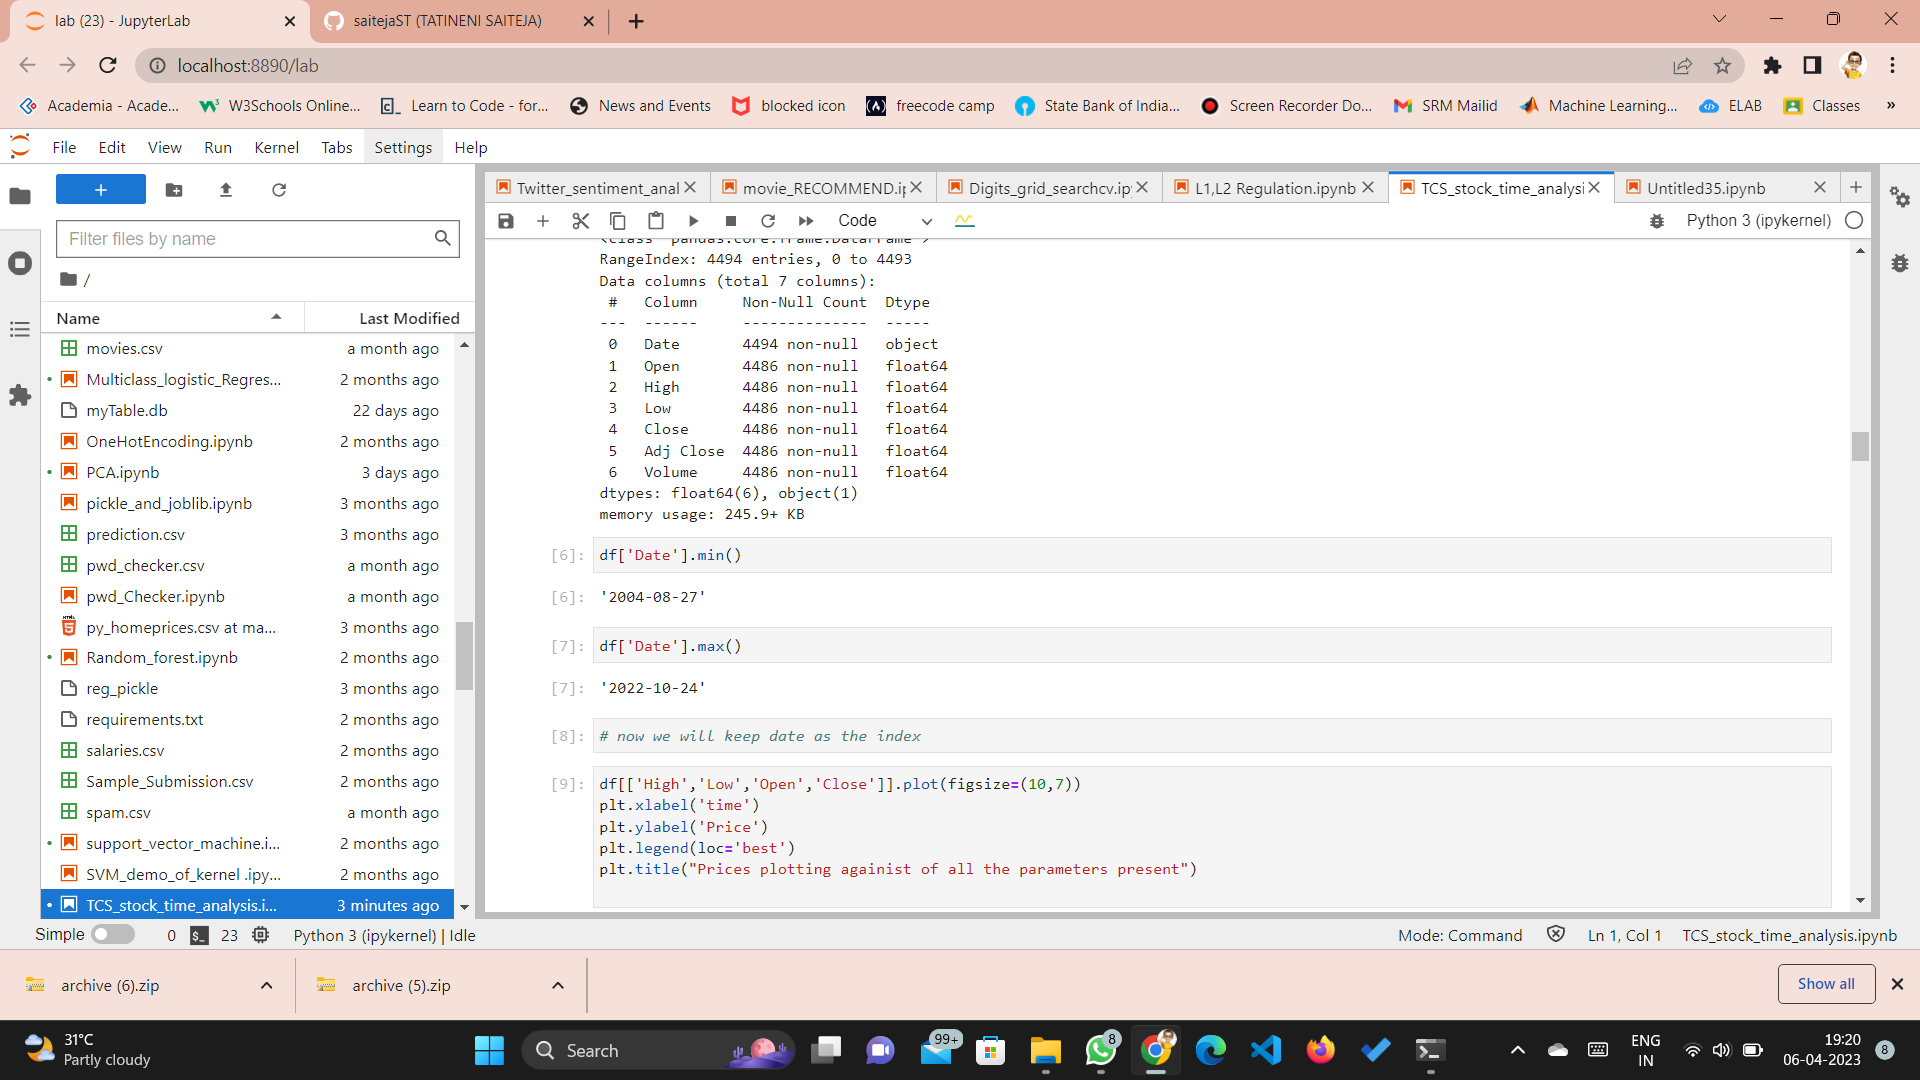 lab (23) - JupyterLab
saitejaST (TATINENI SAITEJA)
localhost:8890/lab
Academia - Acade...
W3Schools Online...
Learn to Code - for...
News and Events
blocked icon
freecode camp
State Bank of India...
Screen Recorder Do...
SRM Mailid
Machine Learning...
ELAB
Classes
»
File Edit View Run Kernel Tabs Settings Help
Filter files by name
/
Name Last Modified
movies.csv a month ago
Multiclass_logistic_Regres... 2 months ago
myTable.db 22 days ago
OneHotEncoding.ipynb 2 months ago
PCA.ipynb 3 days ago
pickle_and_joblib.ipynb 3 months ago
prediction.csv 3 months ago
pwd_checker.csv a month ago
pwd_Checker.ipynb a month ago
py_homeprices.csv at ma... 3 months ago
Random_forest.ipynb 2 months ago
reg_pickle 3 months ago
requirements.txt 2 months ago
salaries.csv 2 months ago
Sample_Submission.csv 2 months ago
spam.csv a month ago
support_vector_machine.i... 2 months ago
SVM_demo_of_kernel .ipy... 2 months ago
TCS_stock_time_analysis.i... 3 minutes ago
Twitter_sentiment_anal
movie_RECOMMEND.ip
Digits_grid_searchcv.ip
L1,L2 Regulation.ipynb
TCS_stock_time_analysi
Untitled35.ipynb
Code
Python 3 (ipykernel)
<class 'pandas.core.frame.DataFrame'>
RangeIndex: 4494 entries, 0 to 4493
Data columns (total 7 columns):
# Column Non-Null Count Dtype
--- ------ -------------- -----
0 Date 4494 non-null object
1 Open 4486 non-null float64
2 High 4486 non-null float64
3 Low 4486 non-null float64
4 Close 4486 non-null float64
5 Adj Close 4486 non-null float64
6 Volume 4486 non-null float64
dtypes: float64(6), object(1)
memory usage: 245.9+ KB
[6]: df['Date'].min()
[6]: '2004-08-27'
[7]: df['Date'].max()
[7]: '2022-10-24'
[8]: # now we will keep date as the index
[9]: df[['High','Low','Open','Close']].plot(figsize=(10,7))
plt.xlabel('time')
plt.ylabel('Price')
plt.legend(loc='best')
plt.title("Prices plotting againist of all the parameters present")
Simple 0 $_ 23 Python 3 (ipykernel) | Idle
Mode: Command Ln 1, Col 1 TCS_stock_time_analysis.ipynb
archive (6).zip
archive (5).zip
Show all
31°C
Partly cloudy
Search
99+
8
ENG
IN
19:20
06-04-2023
8